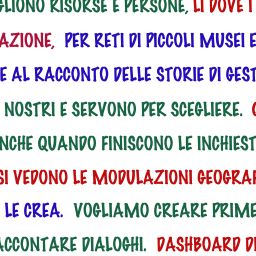 GLIONO RISORSE E PERSONE, LÌ DOVE I
AZIONE, PER RETI DI PICCOLI MUSEI E
E AL RACCONTO DELLE STORIE DI GEST
NOSTRI E SERVONO PER SCEGLIERE.
NCHE QUANDO FINISCONO LE INCHIEST
SI VEDONO LE MODULAZIONI GEOGRAF
LE CREA. VOGLIAMO CREARE PRIME
ACCONTARE DIALOGHI. DASHBOARD DI